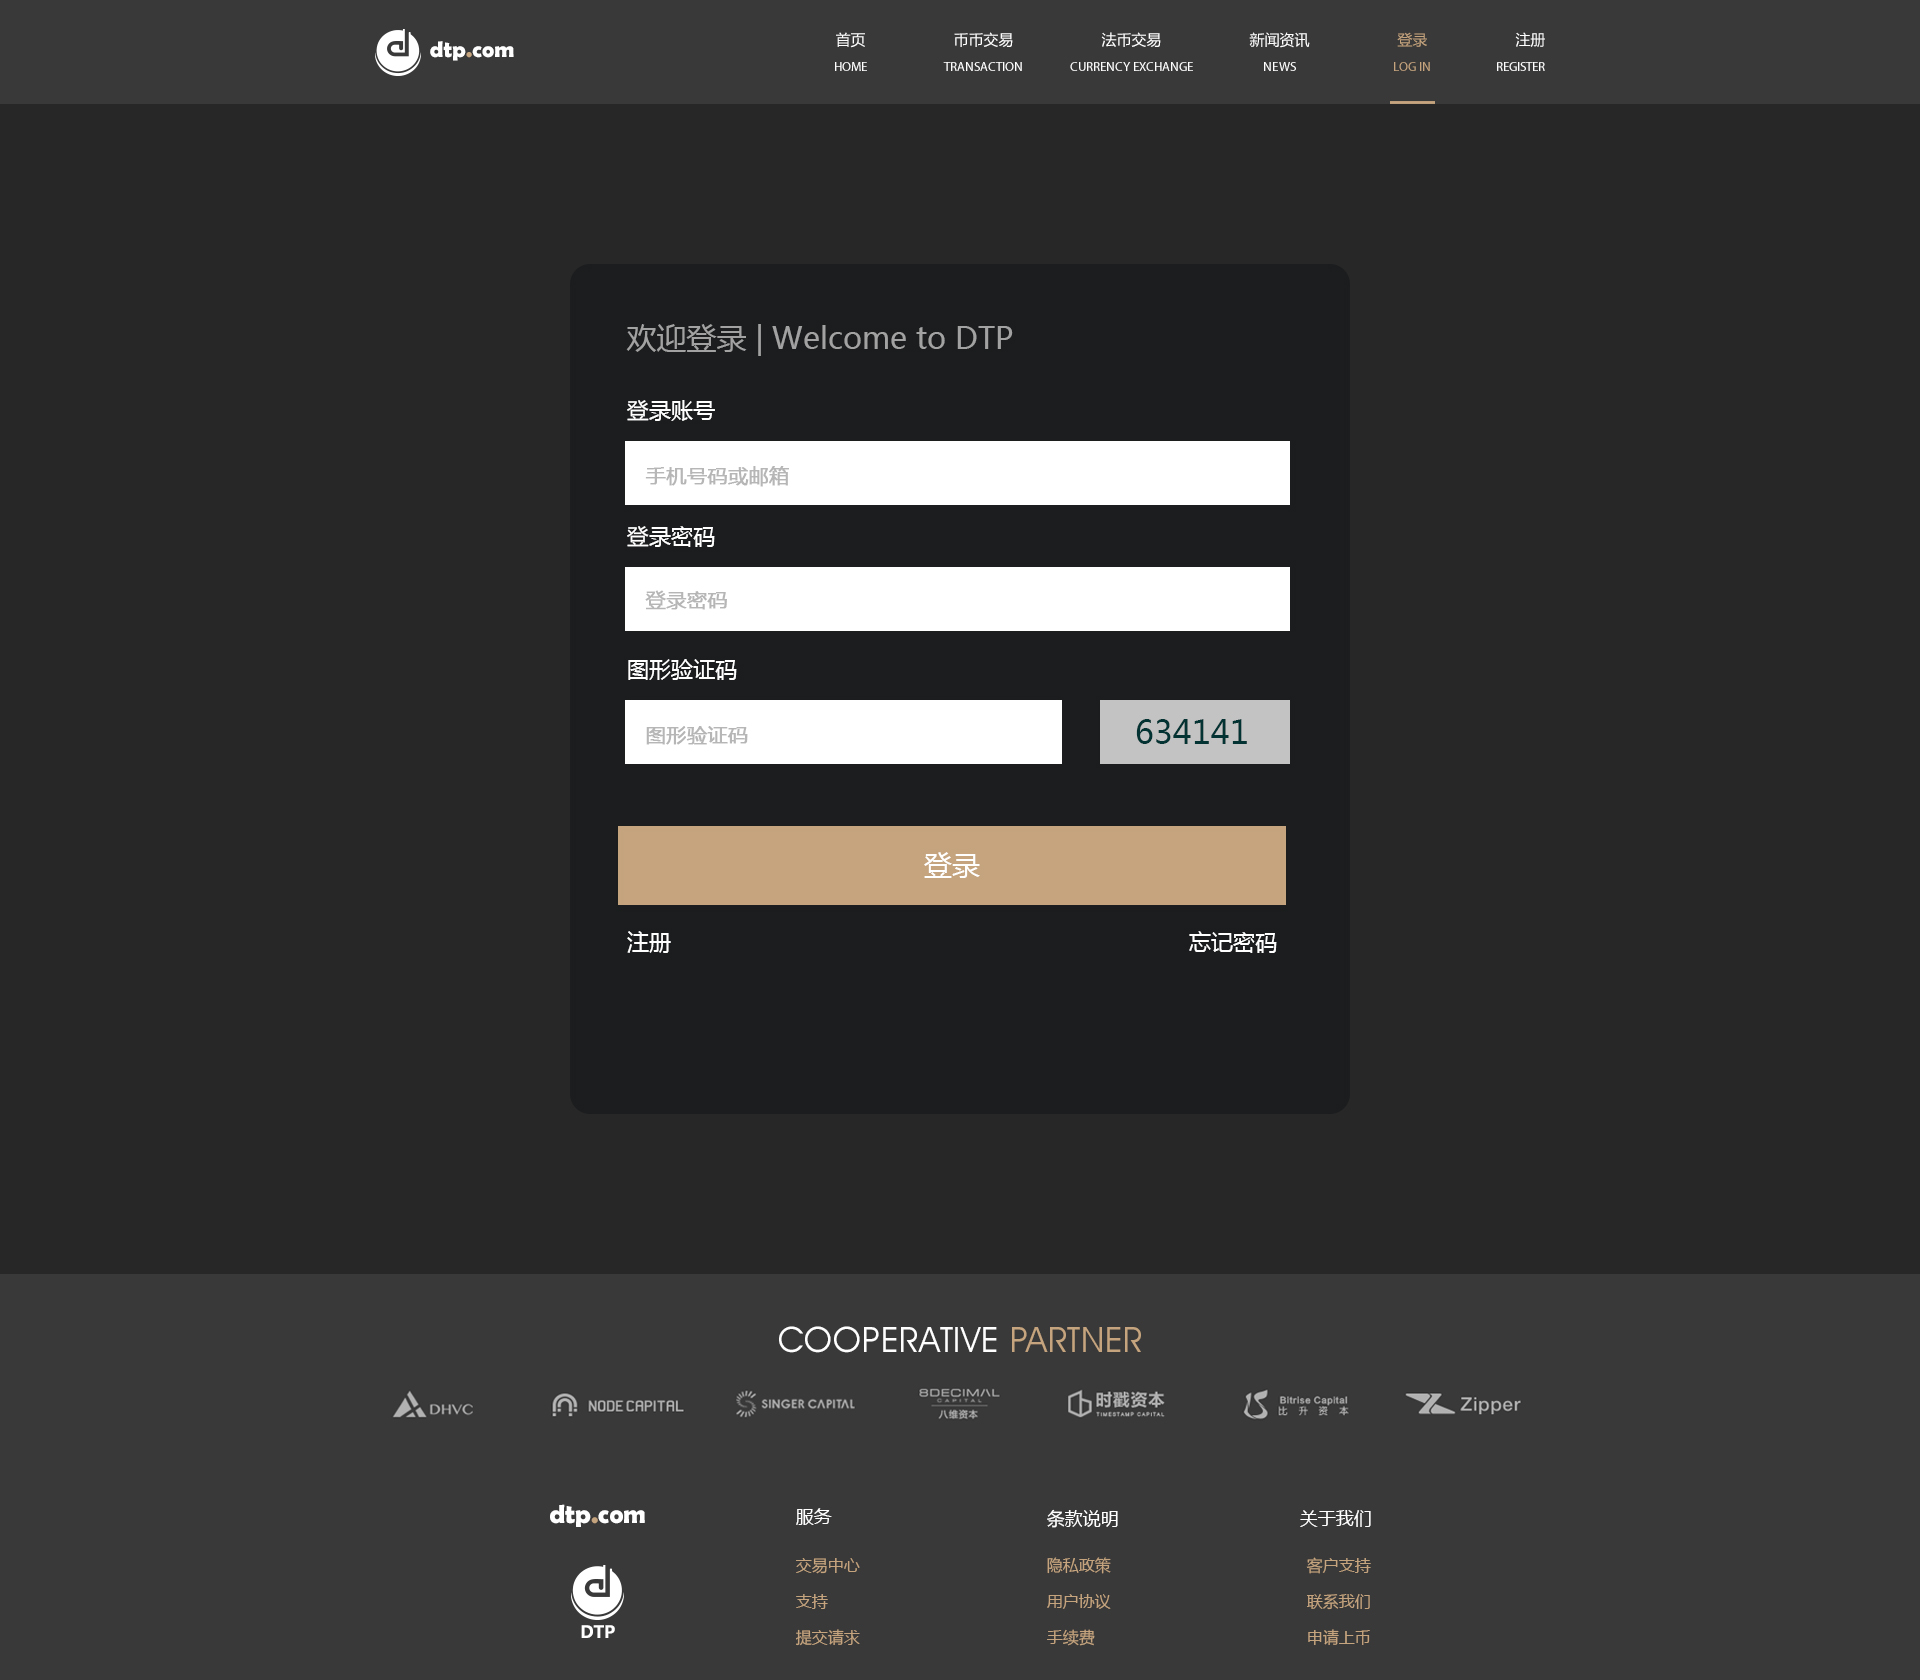 dtp.com
首页
HOME
币币交易
TRANSACTION
法币交易
CURRENCY EXCHANGE
新闻资讯
NEWS
登录
LOG IN
注册
REGISTER
欢迎登录 | Welcome to DTP
登录账号
手机号码或邮箱
登录密码
登录密码
图形验证码
图形验证码
634141
登录
注册
忘记密码
COOPERATIVE PARTNER
DHVC
NODE CAPITAL
SINGER CAPITAL
8DECIMAL
CAPITAL
八维资本
时戳资本
TIMESTAMP CAPITAL
Bitrise Capital
比升资本
Zipper
dtp.com
DTP
服务
交易中心
支持
提交请求
条款说明
隐私政策
用户协议
手续费
关于我们
客户支持
联系我们
申请上币